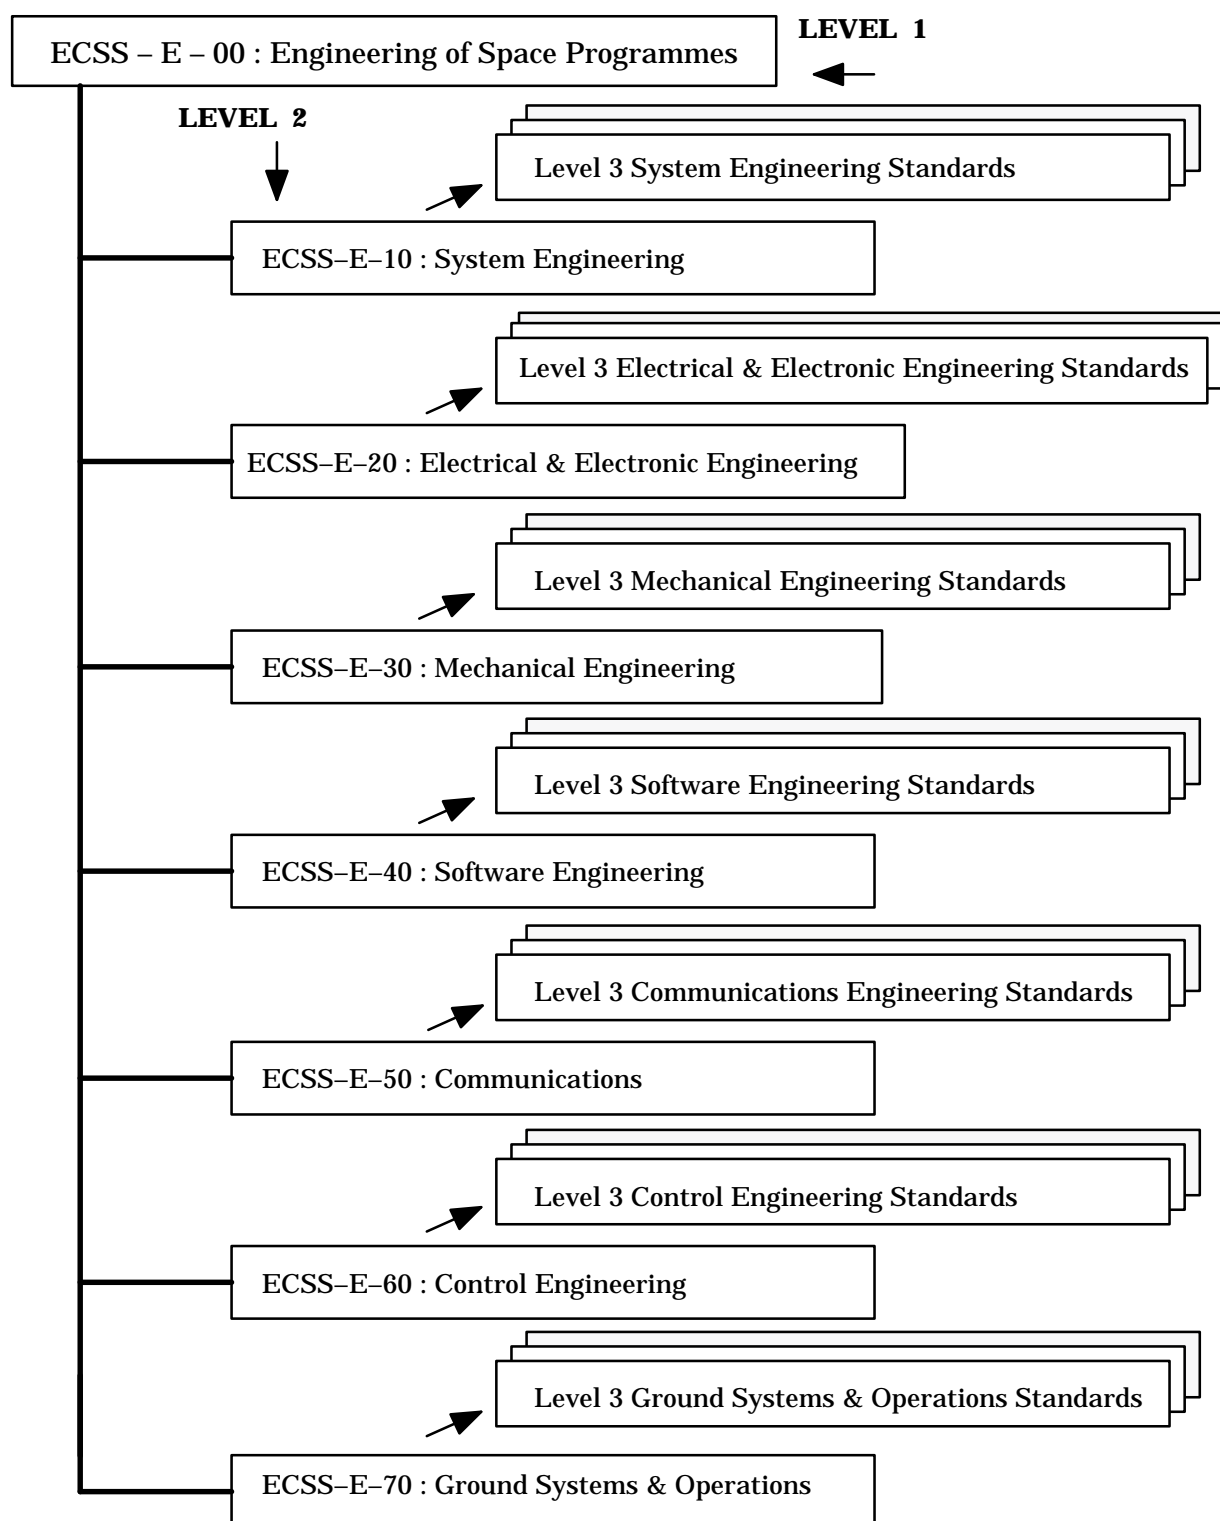 ECSS – E – 00 : Engineering of Space Programmes
LEVEL 1
LEVEL 2
Level 3 System Engineering Standards
ECSS–E–10 : System Engineering
Level 3 Electrical & Electronic Engineering Standards
ECSS–E–20 : Electrical & Electronic Engineering
Level 3 Mechanical Engineering Standards
ECSS–E–30 : Mechanical Engineering
Level 3 Software Engineering Standards
ECSS–E–40 : Software Engineering
Level 3 Communications Engineering Standards
ECSS–E–50 : Communications
Level 3 Control Engineering Standards
ECSS–E–60 : Control Engineering
Level 3 Ground Systems & Operations Standards
ECSS–E–70 : Ground Systems & Operations